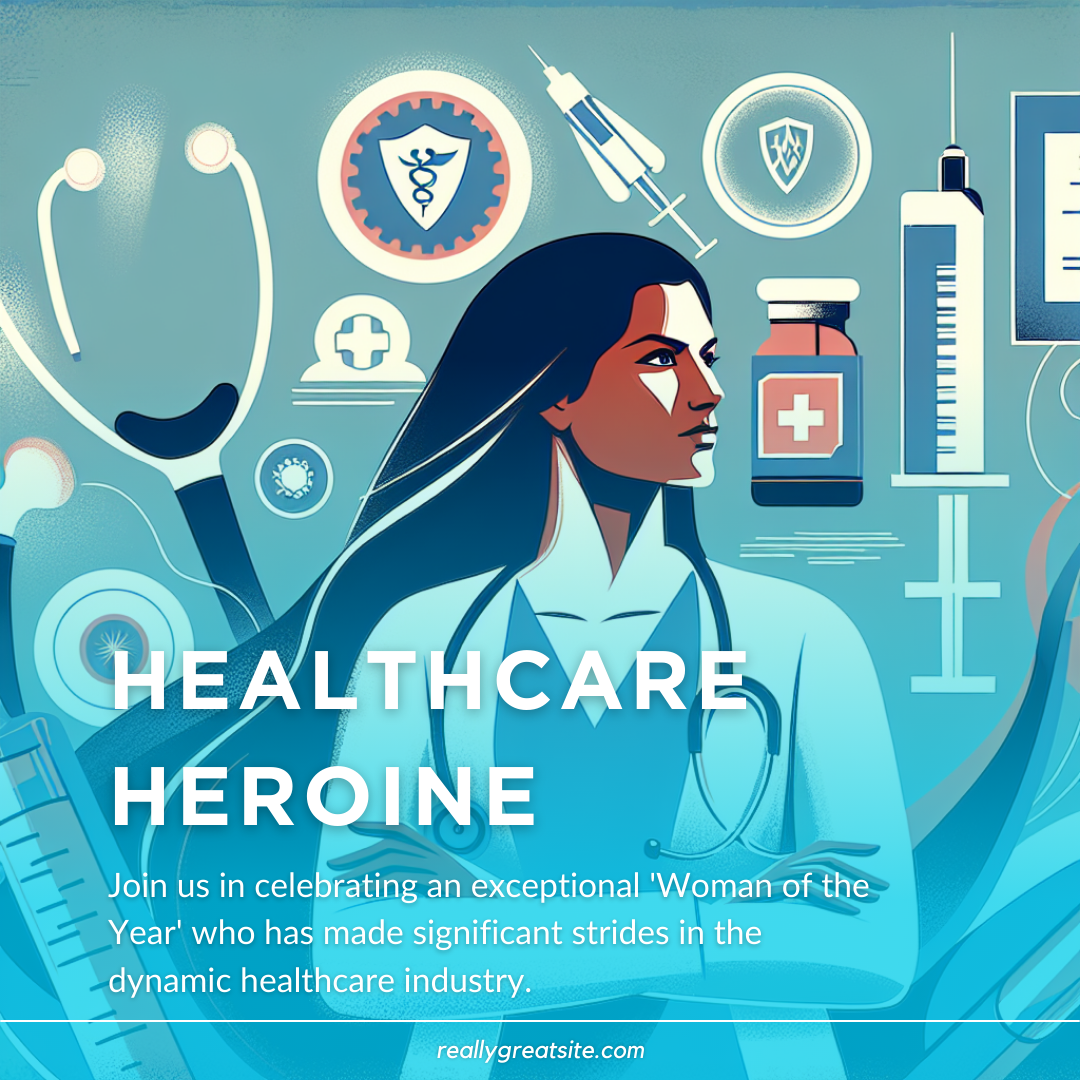 HEALTHCARE
HEROINE
Join us in celebrating an exceptional 'Woman of the
Year' who has made significant strides in the
dynamic healthcare industry.
reallygreatsite.com